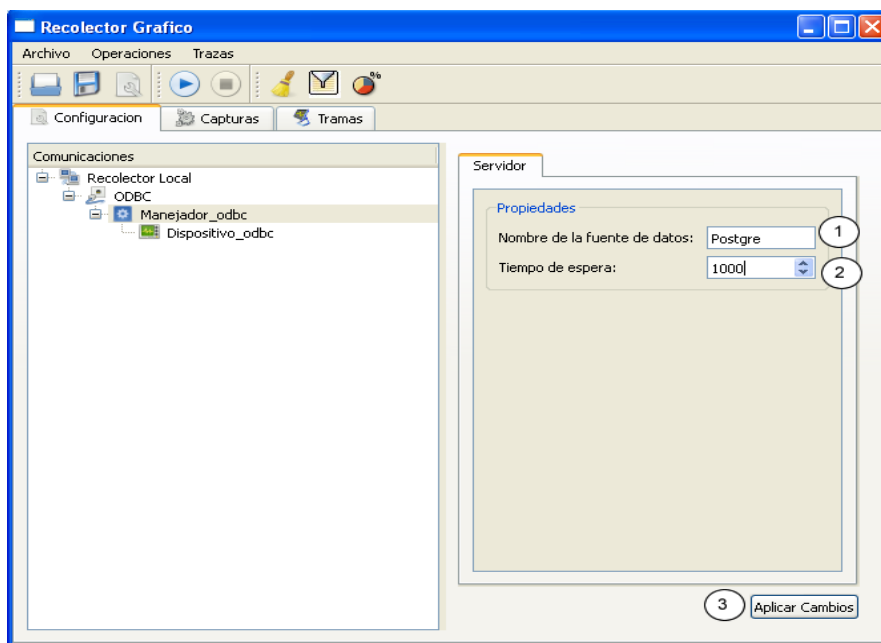 Recolector Grafico
Archivo Operaciones Trazas
%
Configuracion Capturas Tramas
Comunicaciones
Recolector Local
ODBC
Manejador_odbc
Dispositivo_odbc
Servidor
Propiedades
Nombre de la fuente de datos: Postgre 1
Tiempo de espera: 1000 2
3 Aplicar Cambios